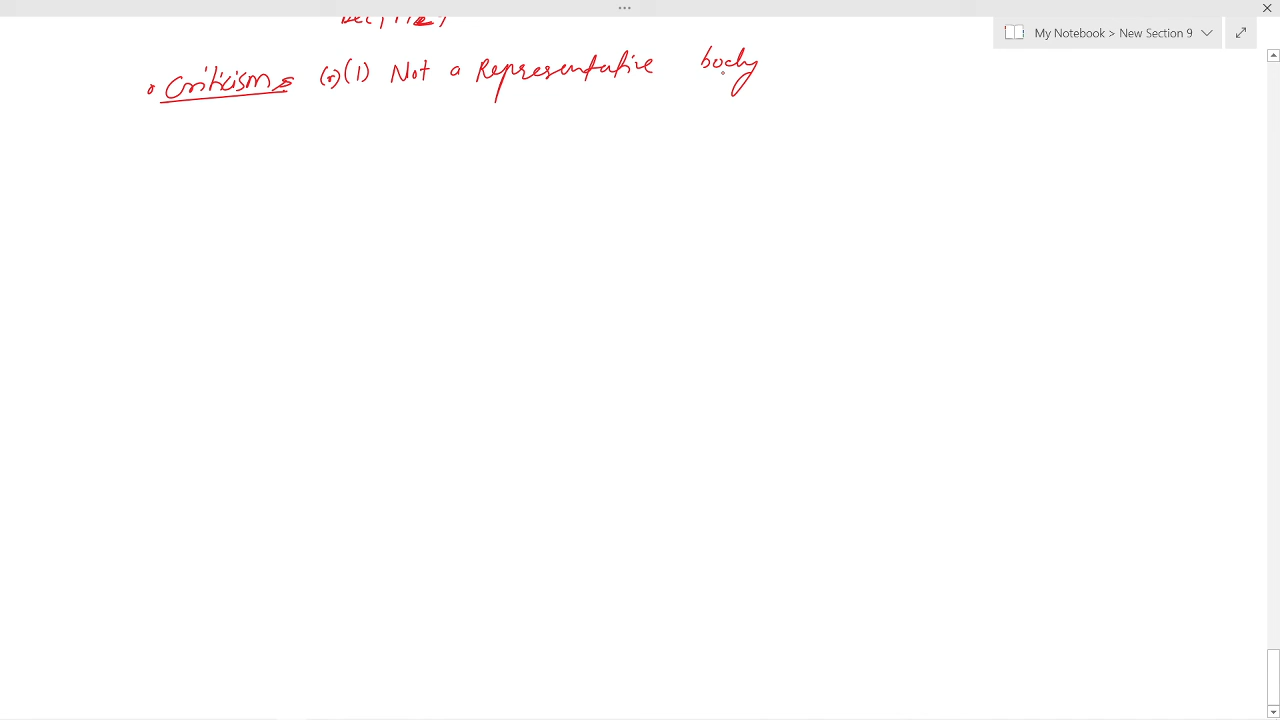 My Notebook > New Section 9
• Criticism (1) Not a Representative body